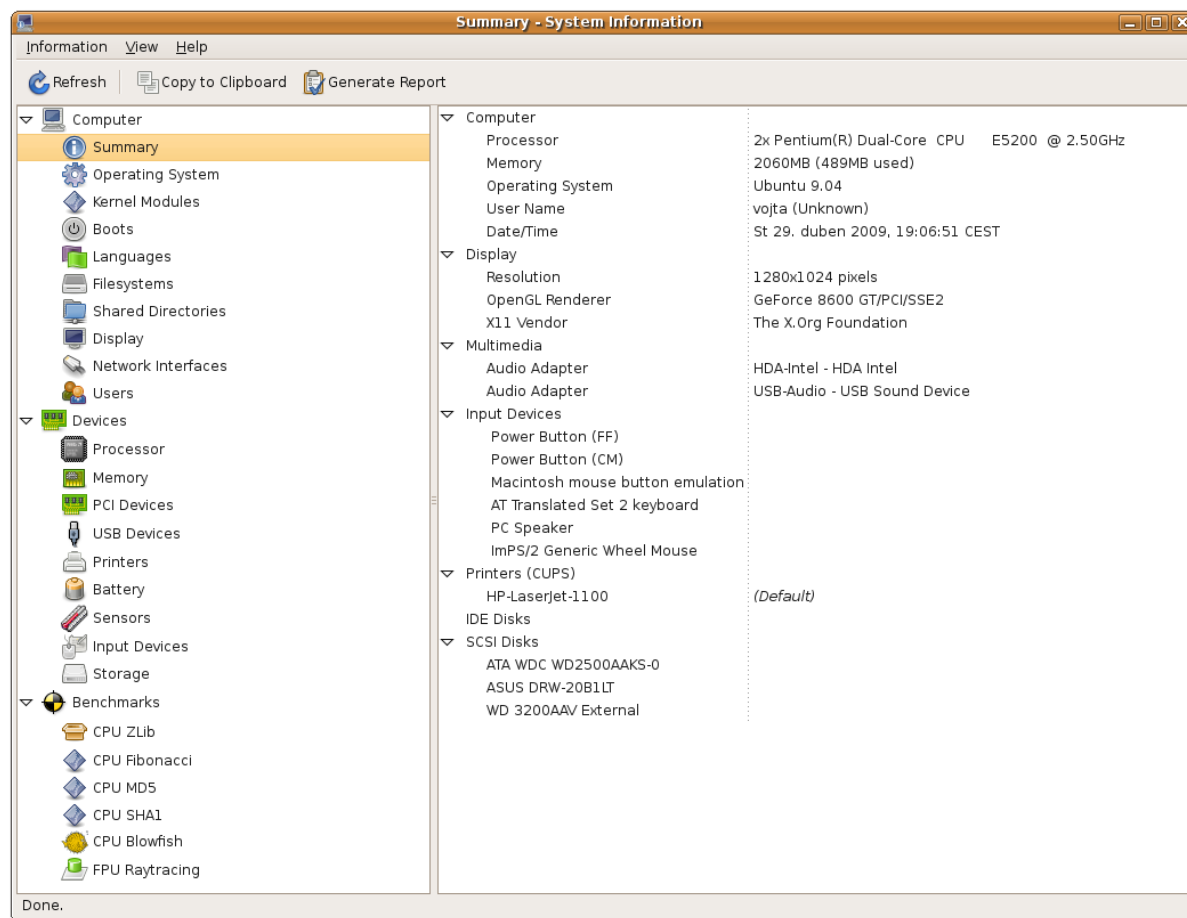 Summary - System Information
Information View Help
Refresh Copy to Clipboard Generate Report
Computer
Summary
Operating System
Kernel Modules
Boots
Languages
Filesystems
Shared Directories
Display
Network Interfaces
Users
Devices
Processor
Memory
PCI Devices
USB Devices
Printers
Battery
Sensors
Input Devices
Storage
Benchmarks
CPU ZLib
CPU Fibonacci
CPU MD5
CPU SHA1
CPU Blowfish
FPU Raytracing
Computer
Processor 2x Pentium(R) Dual-Core CPU E5200 @ 2.50GHz
Memory 2060MB (489MB used)
Operating System Ubuntu 9.04
User Name vojta (Unknown)
Date/Time St 29. duben 2009, 19:06:51 CEST
Display
Resolution 1280x1024 pixels
OpenGL Renderer GeForce 8600 GT/PCI/SSE2
X11 Vendor The X.Org Foundation
Multimedia
Audio Adapter HDA-Intel - HDA Intel
Audio Adapter USB-Audio - USB Sound Device
Input Devices
Power Button (FF)
Power Button (CM)
Macintosh mouse button emulation
AT Translated Set 2 keyboard
PC Speaker
ImPS/2 Generic Wheel Mouse
Printers (CUPS)
HP-LaserJet-1100 (Default)
IDE Disks
SCSI Disks
ATA WDC WD2500AAKS-0
ASUS DRW-20B1LT
WD 3200AAV External
Done.